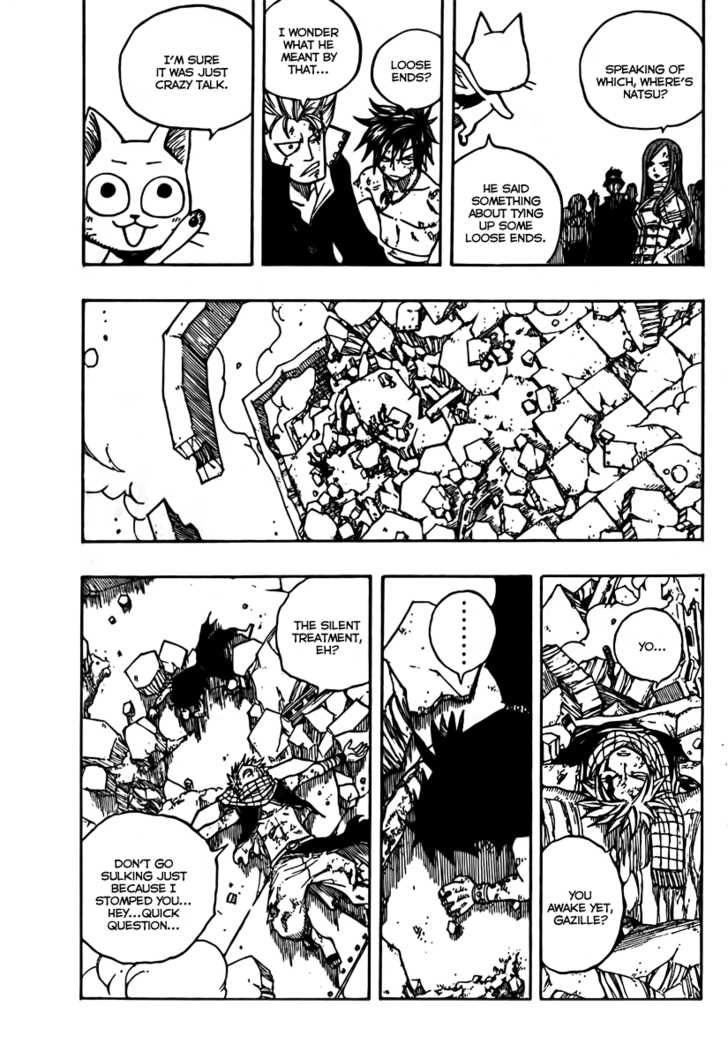 SPEAKING OF
WHICH, WHERE'S
NATSU?
HE SAID
SOMETHING
ABOUT TYING
UP SOME
LOOSE ENDS.
LOOSE
ENDS?
I WONDER
WHAT HE
MEANT BY
THAT...
I'M SURE
IT WAS JUST
CRAZY TALK.
YO...
YOU
AWAKE YET,
GAZILLE?
........
THE SILENT
TREATMENT,
EH?
DON'T GO
SULKING JUST
BECAUSE I
STOMPED YOU...
HEY...QUICK
QUESTION...